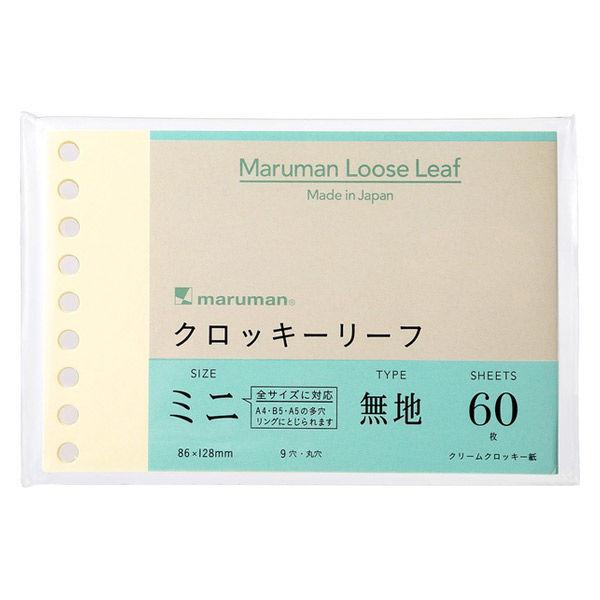 Maruman Loose Leaf
Made in Japan
maruman®
クロッキーリーフ
SIZE
ミニ
全サイズに対応
A4・B5・A5の多穴
リングにとじられます
86×128mm
9穴・丸穴
TYPE
無地
SHEETS
60
枚
クリームクロッキー紙